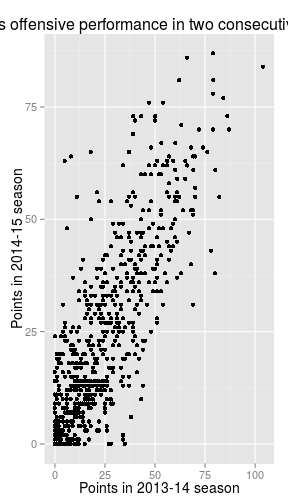 s offensive performance in two consecutiv
75
50
25
0
Points in 2014-15 season
0 25 50 75 100
Points in 2013-14 season